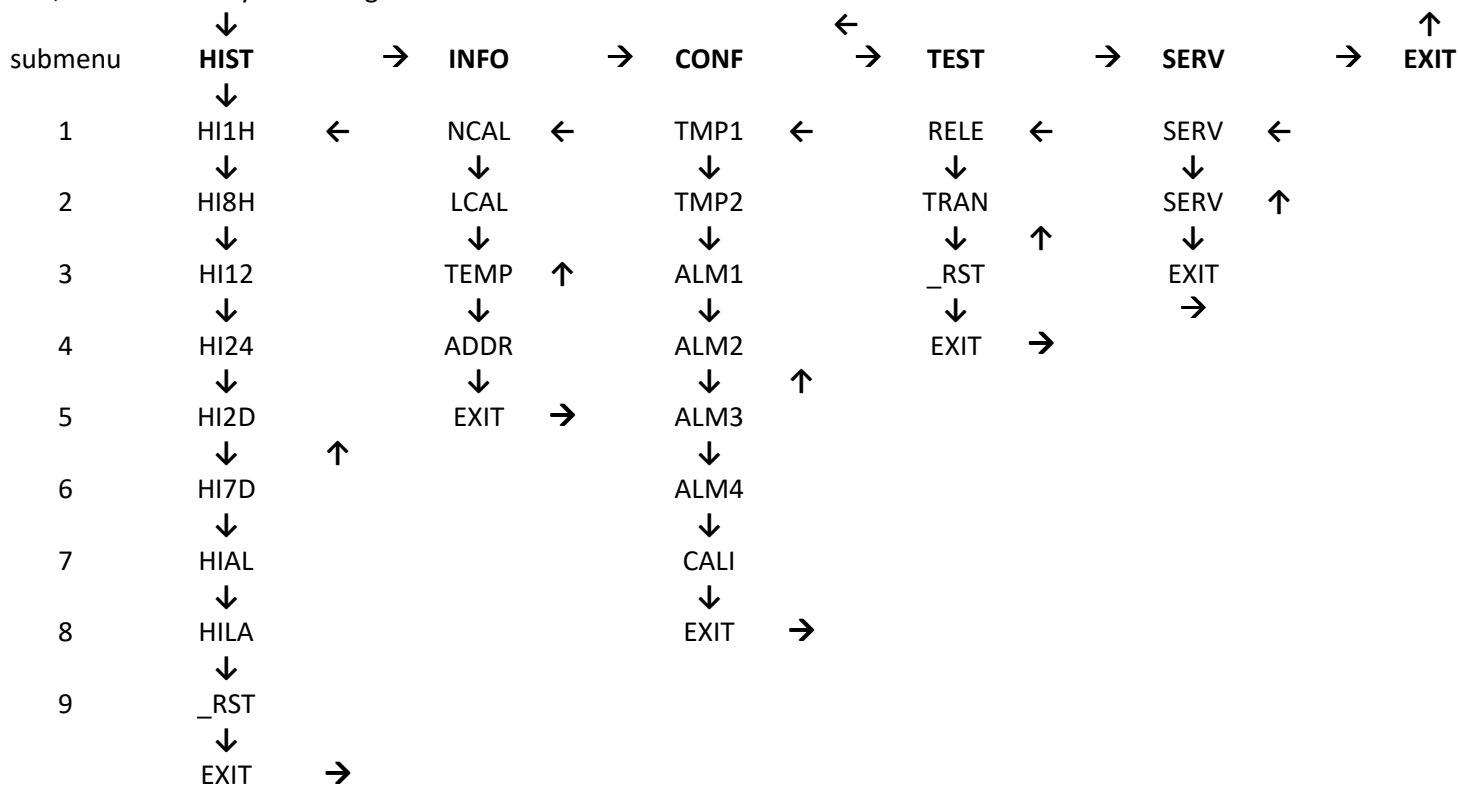 ↓ ← ↑
submenu HIST → INFO → CONF → TEST → SERV → EXIT
↓
1 HI1H ← NCAL ← TMP1 ← RELE ← SERV ←
↓ ↓ ↓ ↓ ↓
2 HI8H LCAL TMP2 TRAN SERV ↑
↓ ↓ ↓ ↓ ↑ ↓
3 HI12 TEMP ↑ ALM1 _RST EXIT
↓ ↓ ↓ ↓ →
4 HI24 ADDR ALM2 EXIT →
↓ ↓ ↓ ↑
5 HI2D EXIT → ALM3
↓ ↑ ↓
6 HI7D ALM4
↓ ↓
7 HIAL CALI
↓ ↓
8 HILA EXIT →
↓
9 _RST
↓
EXIT →